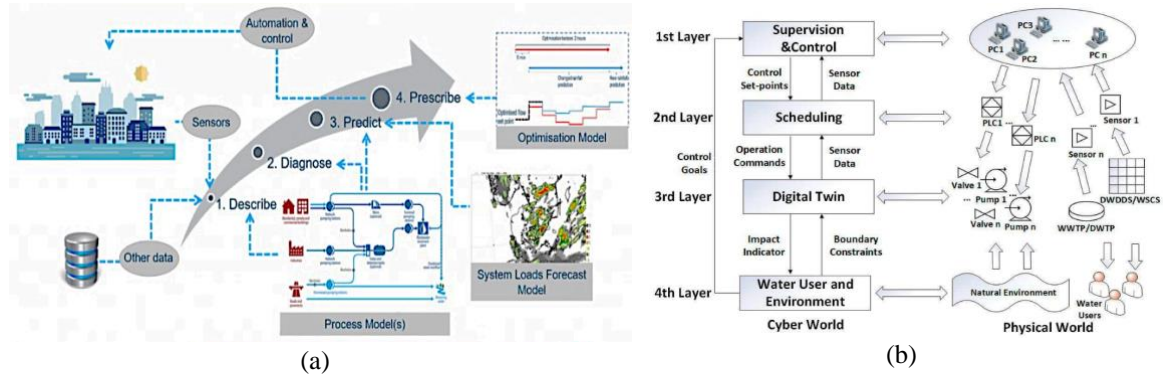 Automation &
control
Sensors
Other data
1. Describe
2. Diagnose
3. Predict
4. Prescribe
Optimisation Model
System Loads Forecast
Model
Process Model(s)
(a)
1st Layer
2nd Layer
3rd Layer
4th Layer
Control
Goals
Supervision
&Control
Control
Set-points
Sensor
Data
Scheduling
Operation
Commands
Sensor
Data
Digital Twin
Impact
Indicator
Boundary
Constraints
Water User and
Environment
Cyber World
PC1
PC2
PC3
... ...
PC n
PLC1
...
PLC n
Sensor 1
...
Sensor n
Valve 1
... Pump 1
Valve n
Pump n
DWDDS/WSCS
WWTP/DWTP
Natural Environment
Water
Users
Physical World
(b)